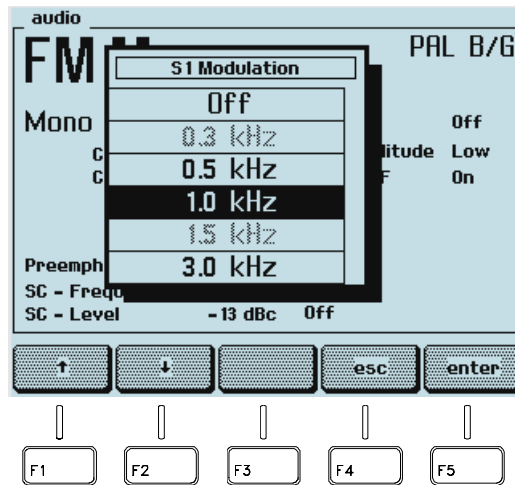 audio
FM
PAL B/G
S1 Modulation
Off
Mono
Off
0.3 kHz
litude Low
0.5 kHz
On
1.0 kHz
1.5 kHz
Preemph
3.0 kHz
SC - Frequ
SC - Level -13 dBc Off
↑ ↓ esc enter
F1 F2 F3 F4 F5